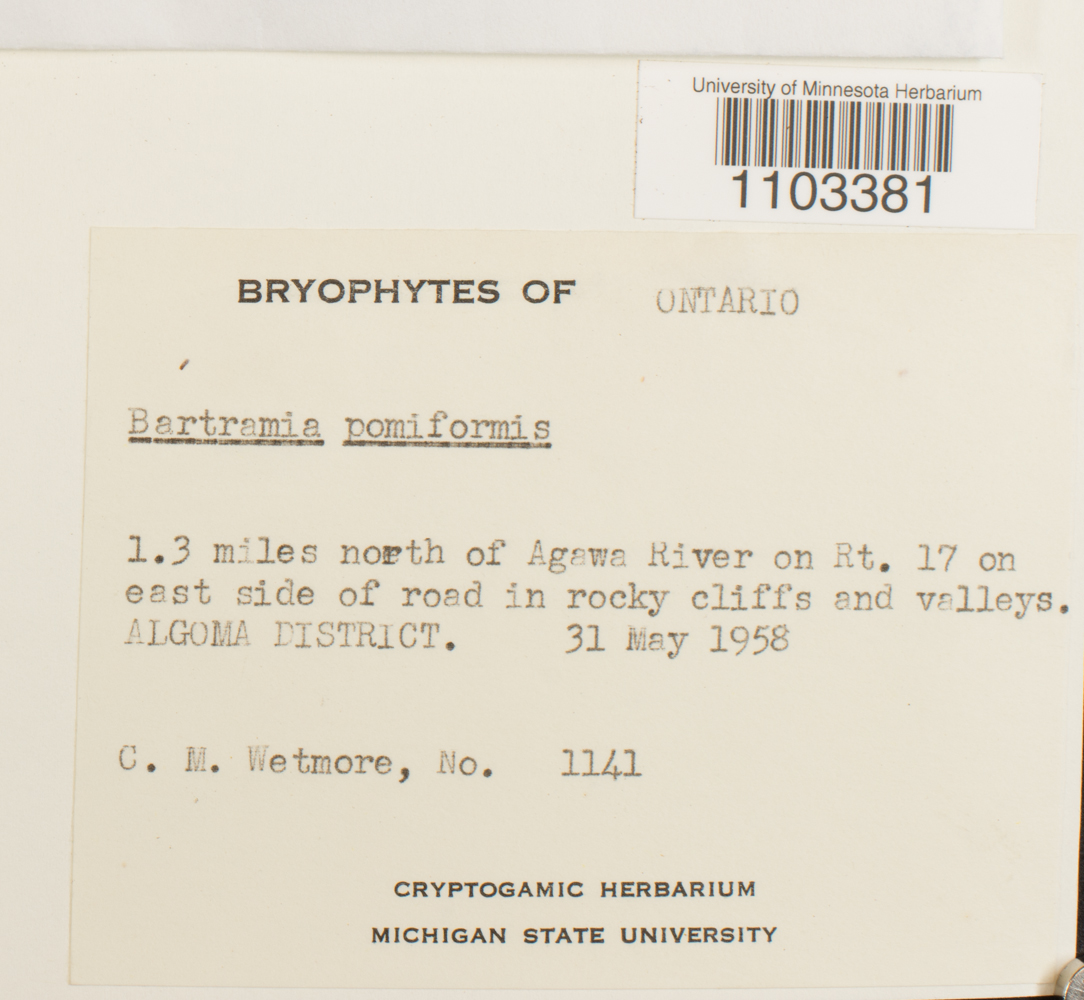 University of Minnesota Herbarium
1103381
BRYOPHYTES OF ONTARIO
Bartramia pomiformis
1.3 miles north of Agawa River on Rt. 17 on
east side of road in rocky cliffs and valleys.
ALGOMA DISTRICT. 31 May 1958
C. M. Wetmore, No. 1141
CRYPTOGAMIC HERBARIUM
MICHIGAN STATE UNIVERSITY